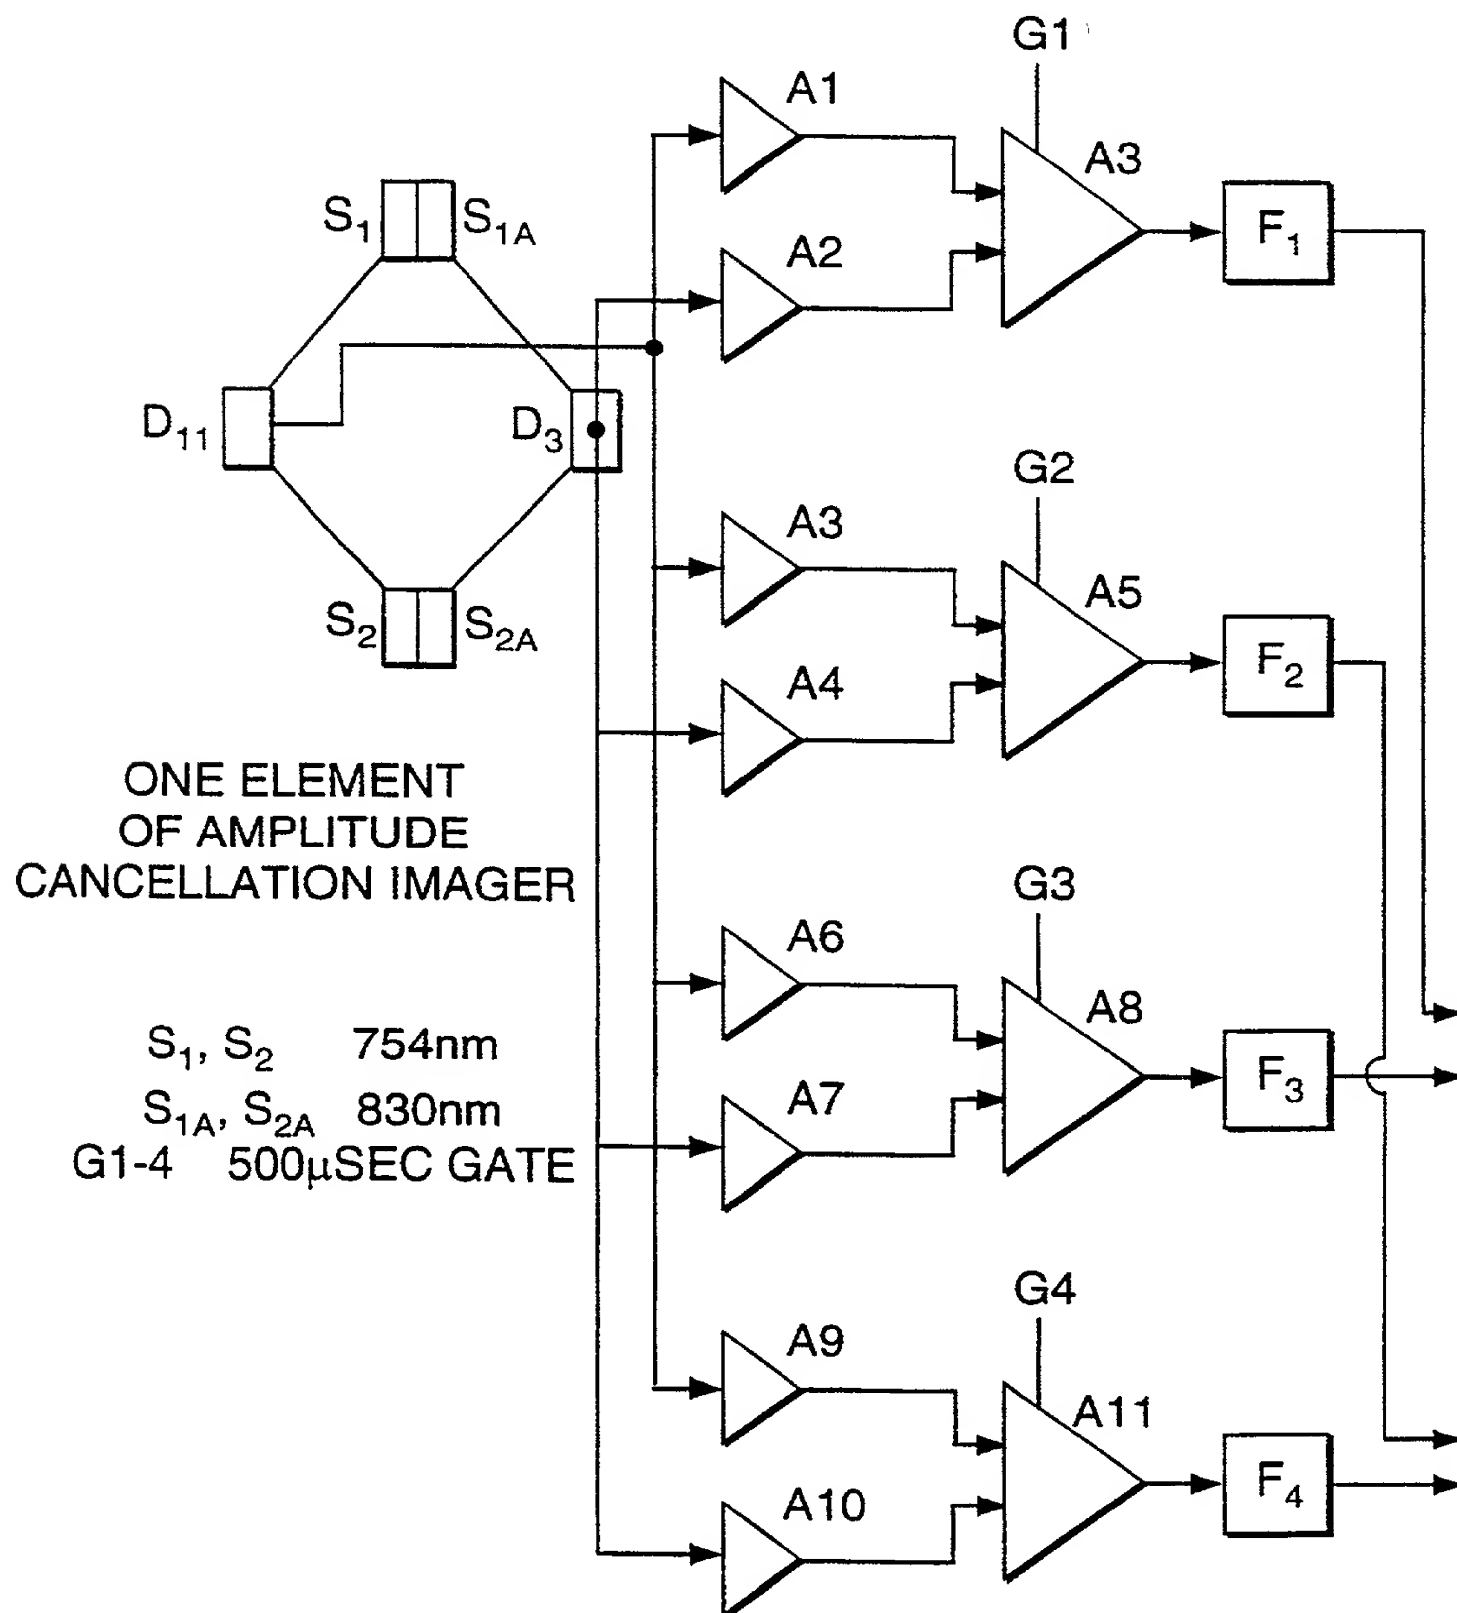 G1
A1
A3
S1 S1A
F1
A2
D11 D3
G2
A3
A5
S2 S2A
F2
A4
ONE ELEMENT
OF AMPLITUDE
CANCELLATION IMAGER
G3
A6
A8
S1, S2 754nm
F3
S1A, S2A 830nm
A7
G1-4 500μSEC GATE
G4
A9
A11
F4
A10